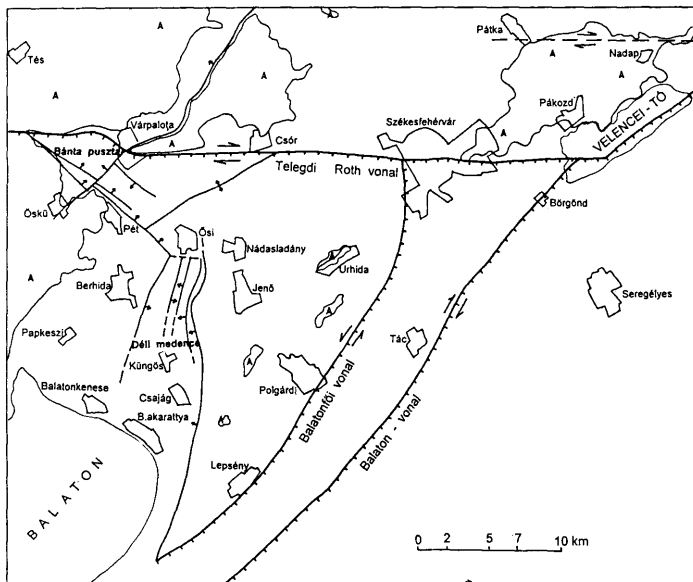 Pátka
A
A
A
Tés
A
Nadap
A
A
Várpalota
Székesfehérvár
Pákozd
VELENCEI-TÓ
Bánta puszta
A
Csór
A
A
Telegdi Roth vonal
Öskü
Pét
Ösi
Nádasladány
Börgönd
A
Urhida
A
Berhida
Jenő
Seregélyes
A
Papkeszi
Déli medence
Tác
Küngös
A
Polgárdi
Balatonfői vonal
Balaton - vonal
Balatonkenese
Csajág
B.akarattya
A
BALATON
Lepsény
0 2 5 7 10 km